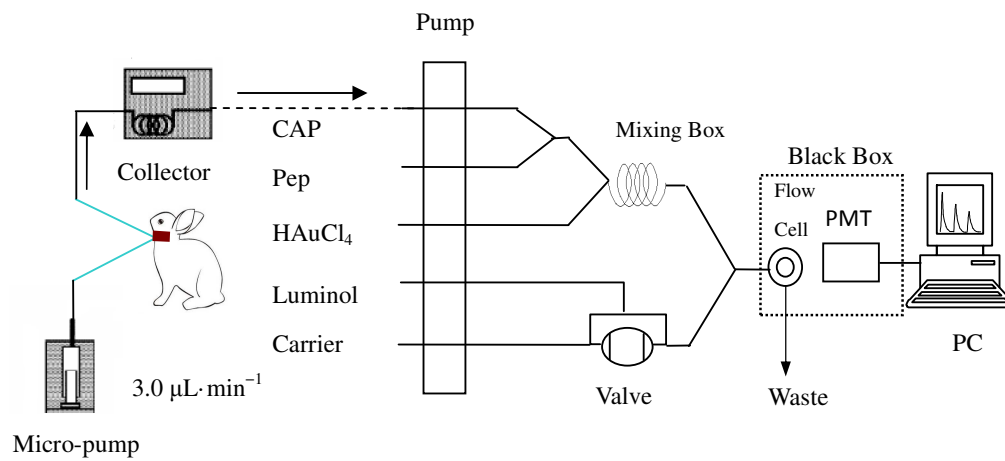 Pump
Collector
CAP
Pep
HAuCl₄
Luminol
Carrier
Mixing Box
Black Box
Flow
Cell
PMT
PC
Valve
Waste
3.0 μL·min⁻¹
Micro-pump